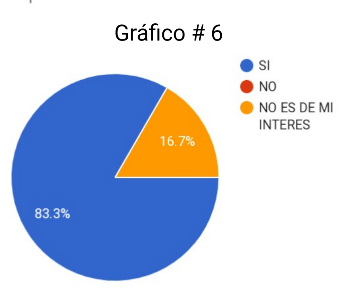 Gráfico # 6
SI
NO
NO ES DE MI
INTERES
16.7%
83.3%